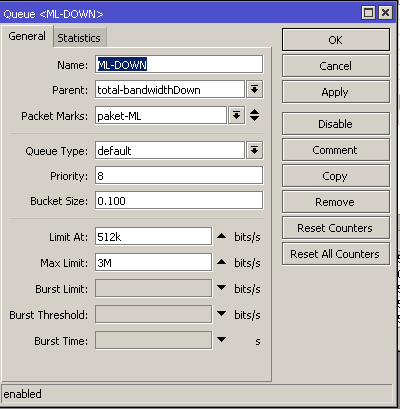 Queue <ML-DOWN>
General Statistics
Name: ML-DOWN
Parent: total-bandwidthDown
Packet Marks: paket-ML
Queue Type: default
Priority: 8
Bucket Size: 0.100
Limit At: 512k bits/s
Max Limit: 3M bits/s
Burst Limit: bits/s
Burst Threshold: bits/s
Burst Time: s
OK
Cancel
Apply
Disable
Comment
Copy
Remove
Reset Counters
Reset All Counters
enabled